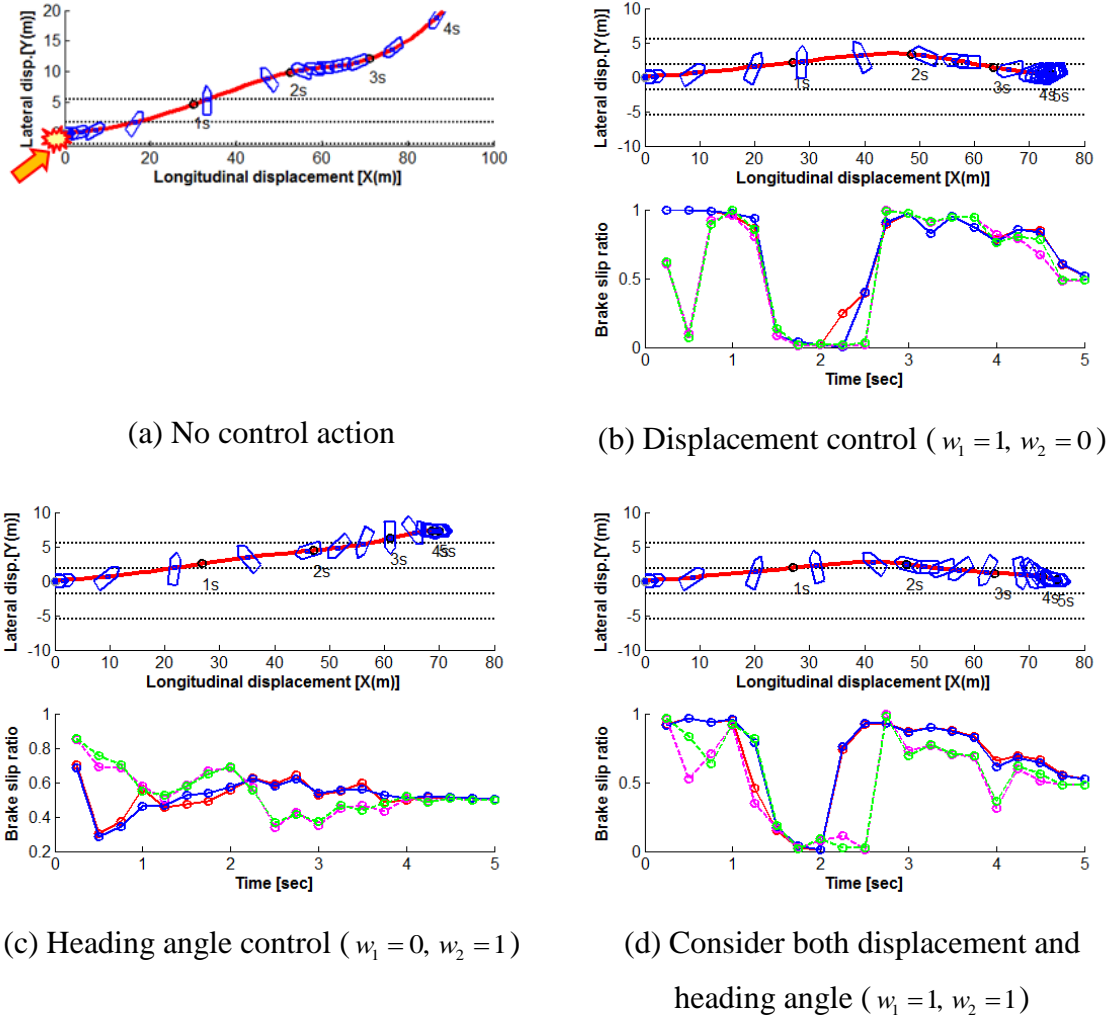 20
15
10
5
Lateral disp.[Y(m)]
1s
2s
3s
4s
0 20 40 60 80 100
Longitudinal displacement [X(m)]
(a) No control action
10
5
0
-5
-10
Lateral disp.[Y(m)]
1s
2s
3s
4s
5s
0 10 20 30 40 50 60 70 80
Longitudinal displacement [X(m)]
1
0.5
0
Brake slip ratio
0 1 2 3 4 5
Time [sec]
(b) Displacement control ( w₁ = 1, w₂ = 0 )
10
5
0
-5
-10
Lateral disp.[Y(m)]
1s
2s
3s
4s
5s
0 10 20 30 40 50 60 70 80
Longitudinal displacement [X(m)]
1
0.8
0.6
0.4
0.2
Brake slip ratio
0 1 2 3 4 5
Time [sec]
(c) Heading angle control ( w₁ = 0, w₂ = 1 )
10
5
0
-5
-10
Lateral disp.[Y(m)]
1s
2s
3s
4s
5s
0 10 20 30 40 50 60 70 80
Longitudinal displacement [X(m)]
1
0.5
0
Brake slip ratio
0 1 2 3 4 5
Time [sec]
(d) Consider both displacement and
heading angle ( w₁ = 1, w₂ = 1 )